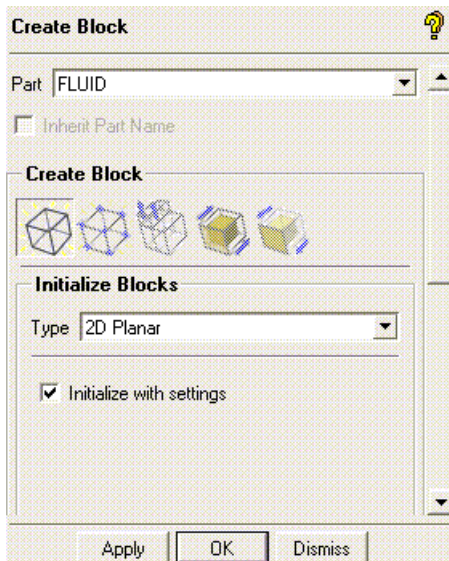 Create Block
Part FLUID
Inherit Part Name
Create Block
Initialize Blocks
Type 2D Planar
Initialize with settings
Apply OK Dismiss